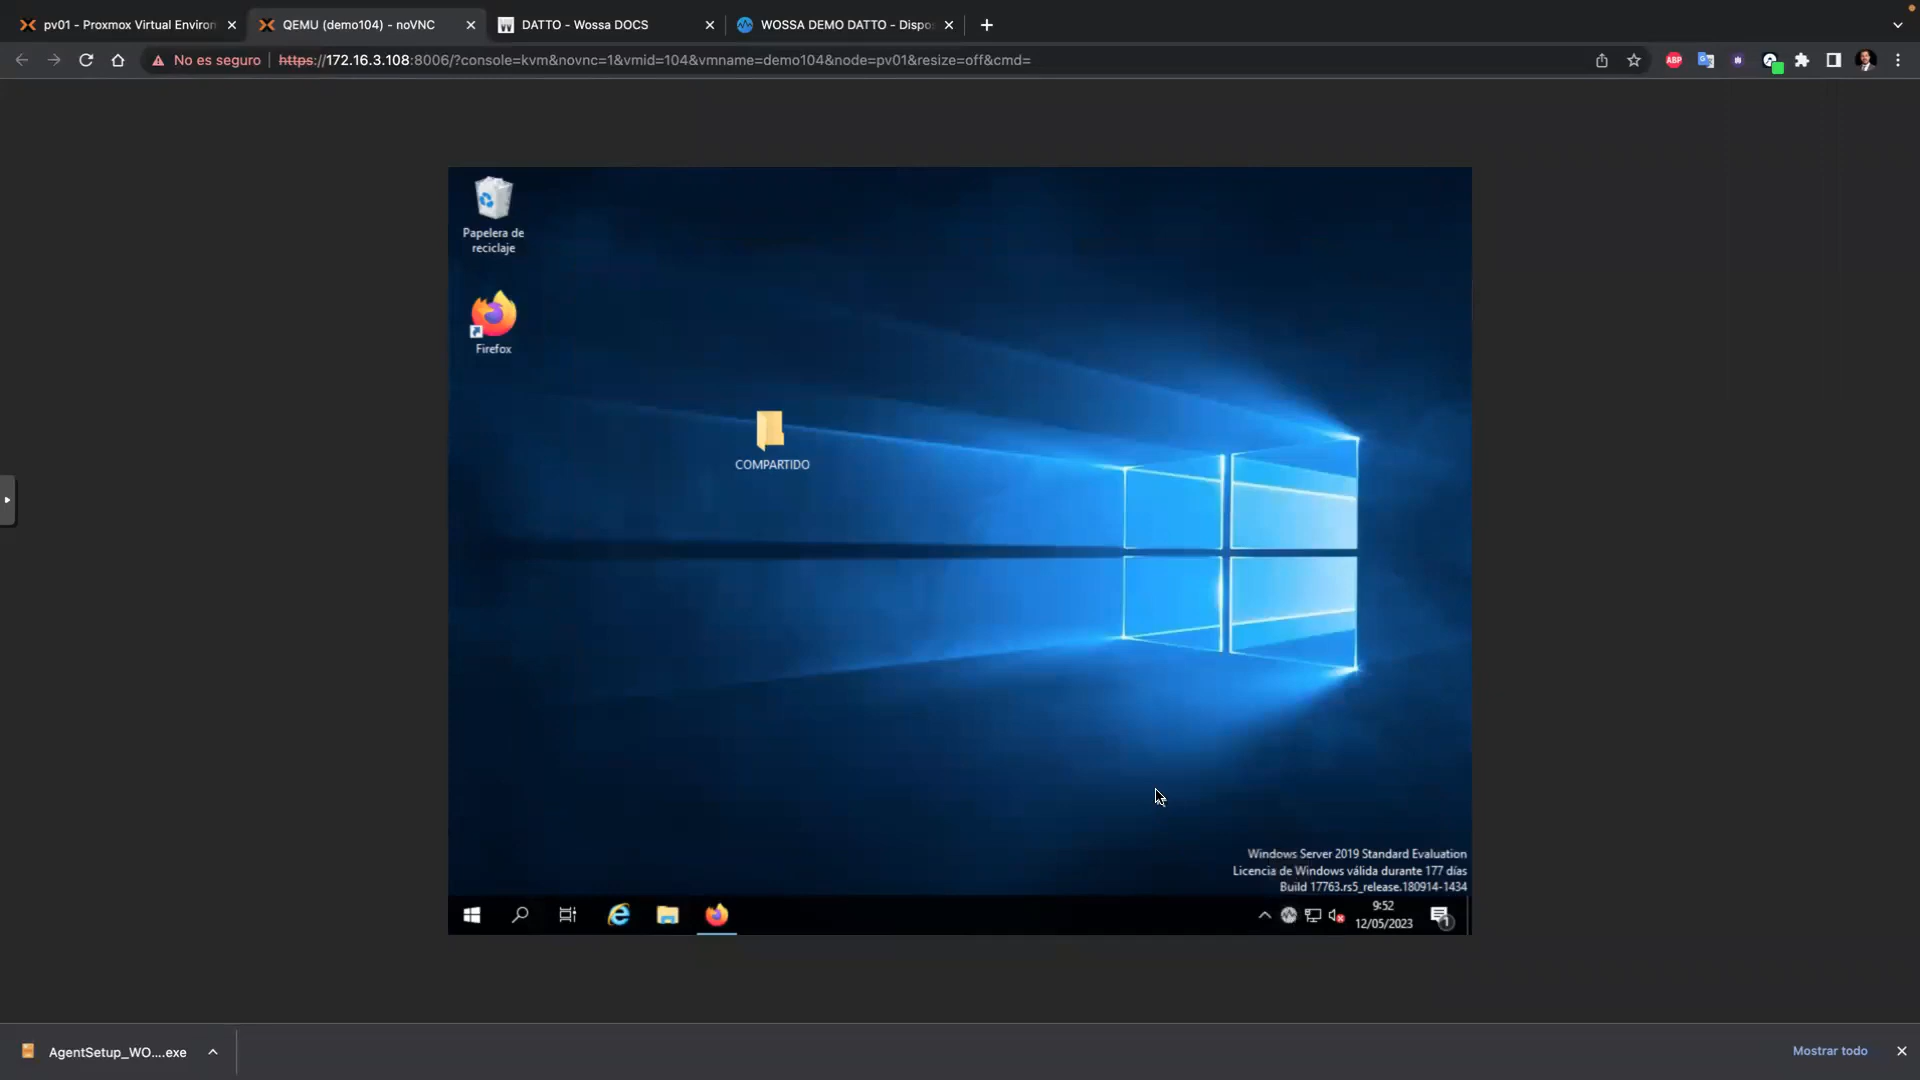 pv01 - Proxmox Virtual Environ
QEMU (demo104) - noVNC
DATTO - Wossa DOCS
WOSSA DEMO DATTO - Dispos
No es seguro
https://172.16.3.108:8006/?console=kvm&novnc=1&vmid=104&vmname=demo104&node=pv01&resize=off&cmd=
ABP
Papelera de
reciclaje
Firefox
COMPARTIDO
Windows Server 2019 Standard Evaluation
Licencia de Windows válida durante 177 días
Build 17763.rs5_release.180914-1434
9:52
12/05/2023
1
AgentSetup_WO....exe
Mostrar todo